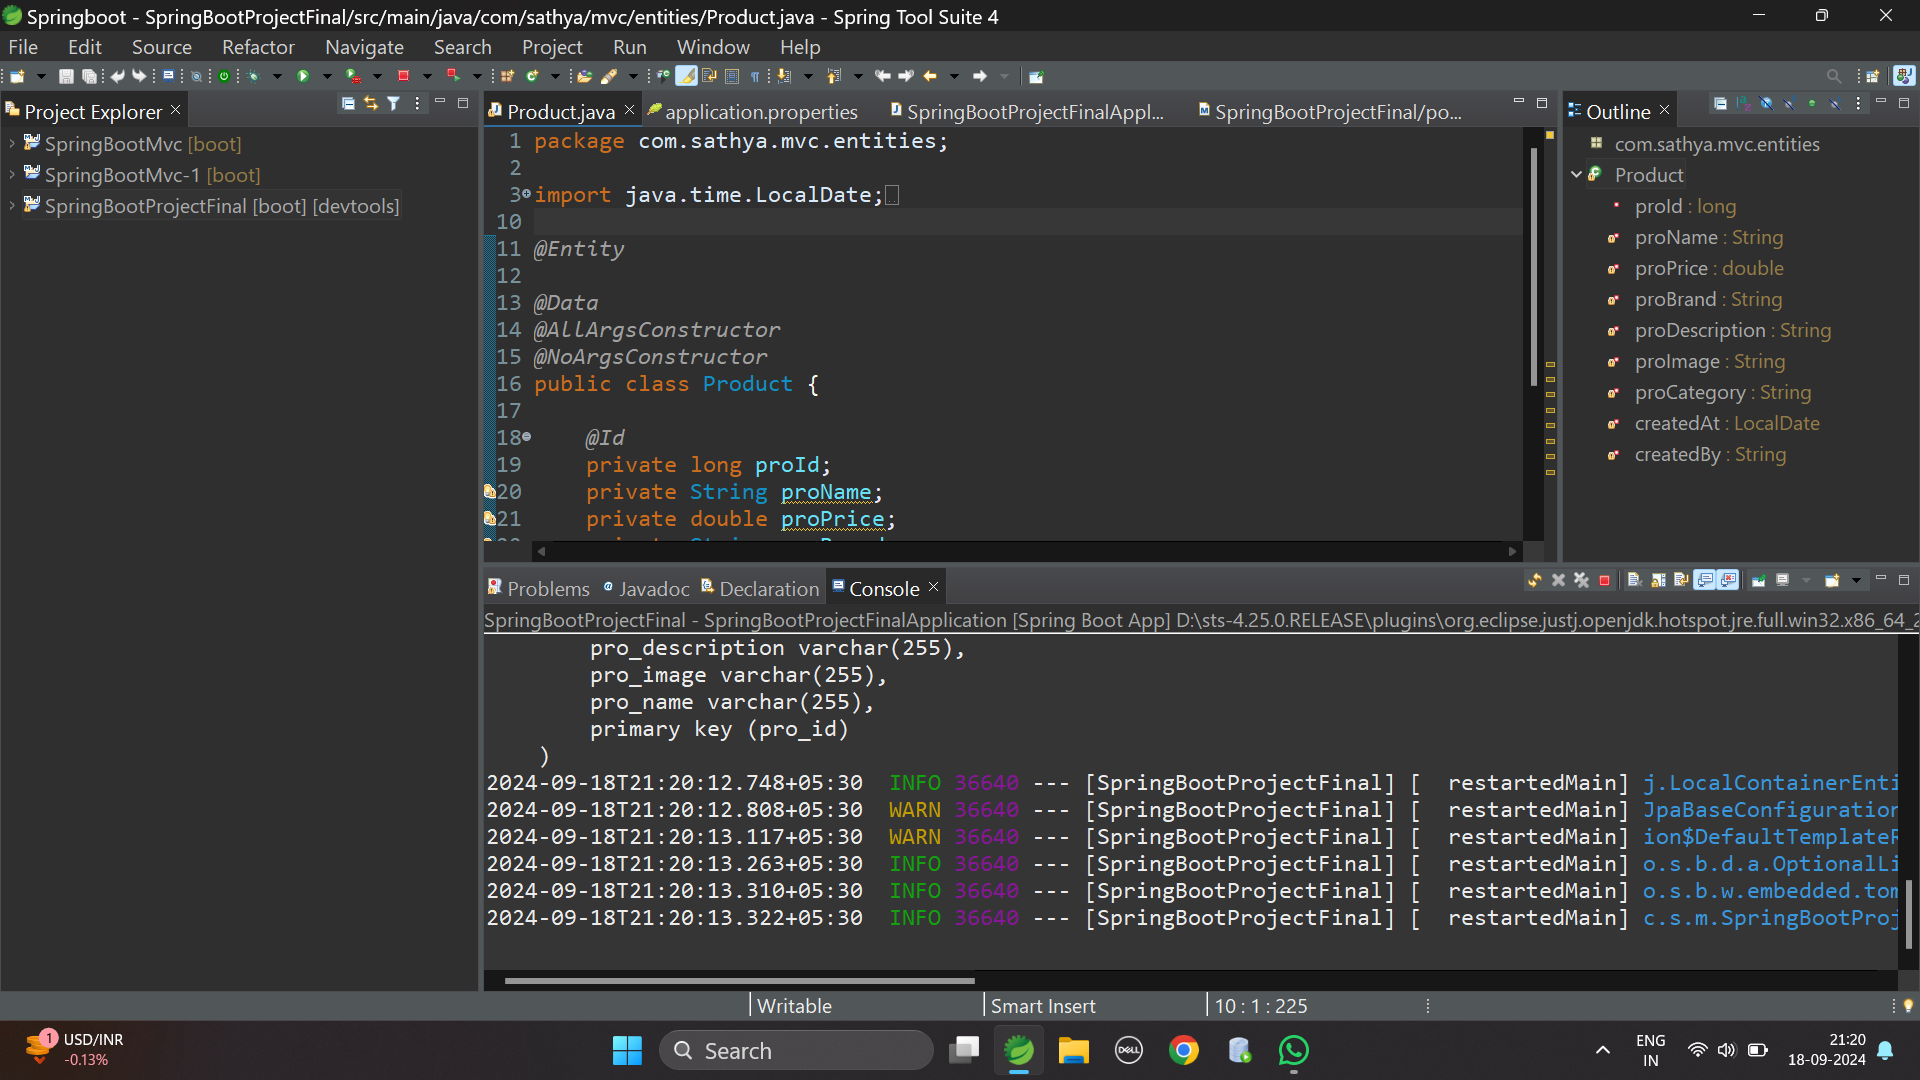 Springboot - SpringBootProjectFinal/src/main/java/com/sathya/mvc/entities/Product.java - Spring Tool Suite 4
File Edit Source Refactor Navigate Search Project Run Window Help
Project Explorer
SpringBootMvc [boot]
SpringBootMvc-1 [boot]
SpringBootProjectFinal [boot] [devtools]
Product.java application.properties SpringBootProjectFinalAppl... SpringBootProjectFinal/po...
1 package com.sathya.mvc.entities;
2
3 import java.time.LocalDate;
10
11 @Entity
12
13 @Data
14 @AllArgsConstructor
15 @NoArgsConstructor
16 public class Product {
17
18 @Id
19 private long proId;
20 private String proName;
21 private double proPrice;
Outline
com.sathya.mvc.entities
Product
proId : long
proName : String
proPrice : double
proBrand : String
proDescription : String
proImage : String
proCategory : String
createdAt : LocalDate
createdBy : String
Problems Javadoc Declaration Console
SpringBootProjectFinal - SpringBootProjectFinalApplication [Spring Boot App] D:\sts-4.25.0.RELEASE\plugins\org.eclipse.justj.openjdk.hotspot.jre.full.win32.x86_64_2
pro_description varchar(255),
pro_image varchar(255),
pro_name varchar(255),
primary key (pro_id)
)
2024-09-18T21:20:12.748+05:30 INFO 36640 --- [SpringBootProjectFinal] [ restartedMain] j.LocalContainerEnti
2024-09-18T21:20:12.808+05:30 WARN 36640 --- [SpringBootProjectFinal] [ restartedMain] JpaBaseConfiguration
2024-09-18T21:20:13.117+05:30 WARN 36640 --- [SpringBootProjectFinal] [ restartedMain] ion$DefaultTemplateR
2024-09-18T21:20:13.263+05:30 INFO 36640 --- [SpringBootProjectFinal] [ restartedMain] o.s.b.d.a.OptionalLi
2024-09-18T21:20:13.310+05:30 INFO 36640 --- [SpringBootProjectFinal] [ restartedMain] o.s.b.w.embedded.tom
2024-09-18T21:20:13.322+05:30 INFO 36640 --- [SpringBootProjectFinal] [ restartedMain] c.s.m.SpringBootProj
Writable Smart Insert 10 : 1 : 225
1 USD/INR
-0.13%
Search
DELL
ENG
IN
21:20
18-09-2024